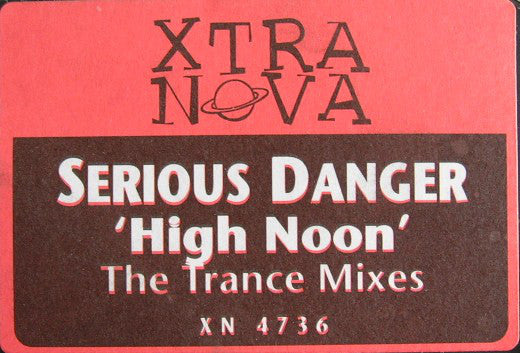 XTRA
NOVA
SERIOUS DANGER
'High Noon'
The Trance Mixes
XN 4736